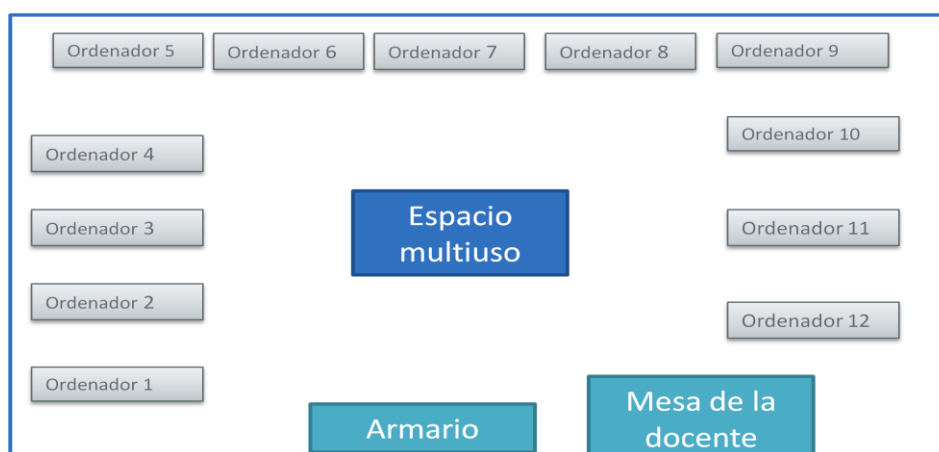 Ordenador 5
Ordenador 6
Ordenador 7
Ordenador 8
Ordenador 9
Ordenador 4
Ordenador 10
Ordenador 3
Espacio
multiuso
Ordenador 11
Ordenador 2
Ordenador 12
Ordenador 1
Armario
Mesa de la
docente